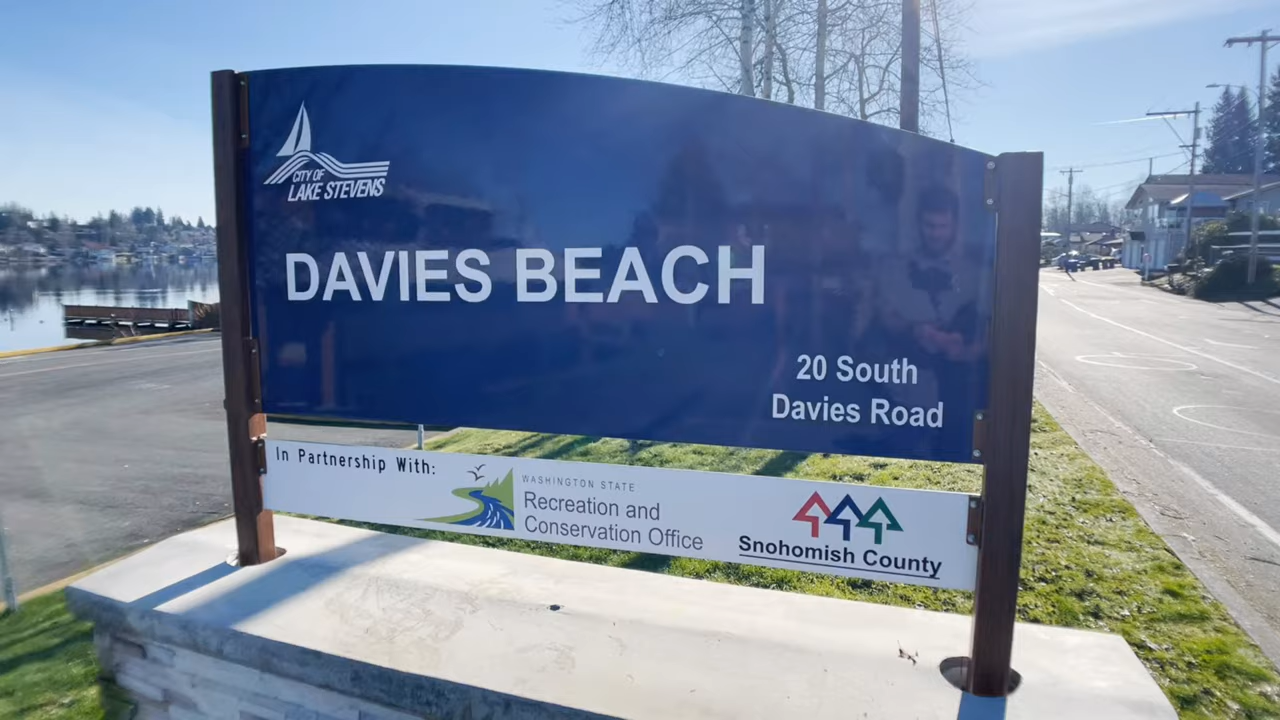 CITY OF
LAKE STEVENS
DAVIES BEACH
20 South
Davies Road
In Partnership With:
WASHINGTON STATE
Recreation and
Conservation Office
Snohomish County